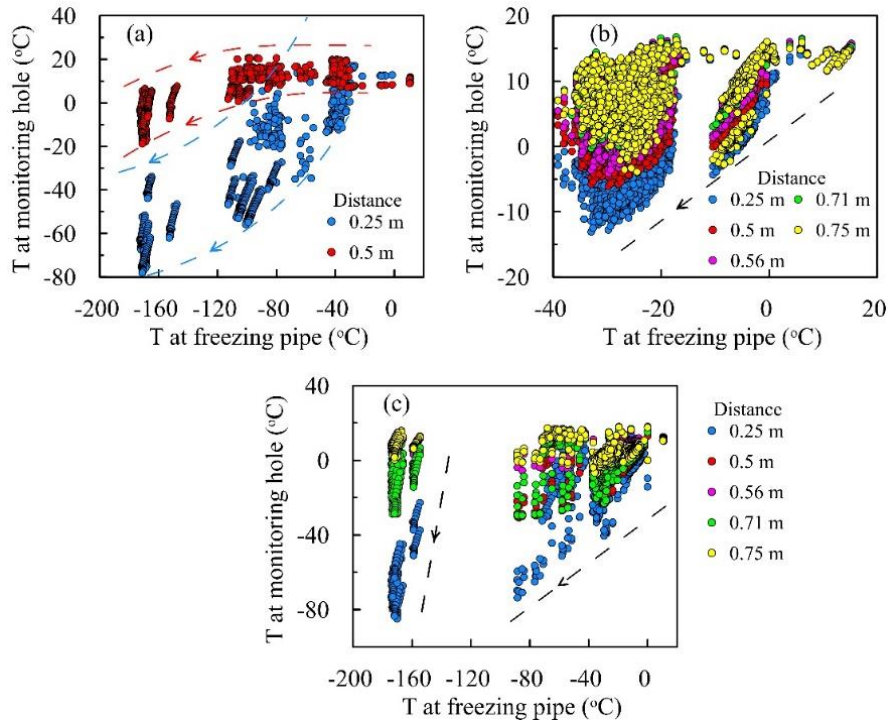 (a)
T at monitoring hole (°C)
40
20
0
-20
-40
-60
-80
Distance
0.25 m
0.5 m
-200 -160 -120 -80 -40 0
T at freezing pipe (°C)
(b)
T at monitoring hole (°C)
20
10
0
-10
-20
Distance
0.25 m 0.71 m
0.5 m 0.75 m
0.56 m
-40 -20 0 20
T at freezing pipe (°C)
(c)
T at monitoring hole (°C)
40
0
-40
-80
Distance
0.25 m
0.5 m
0.56 m
0.71 m
0.75 m
-200 -160 -120 -80 -40 0
T at freezing pipe (°C)